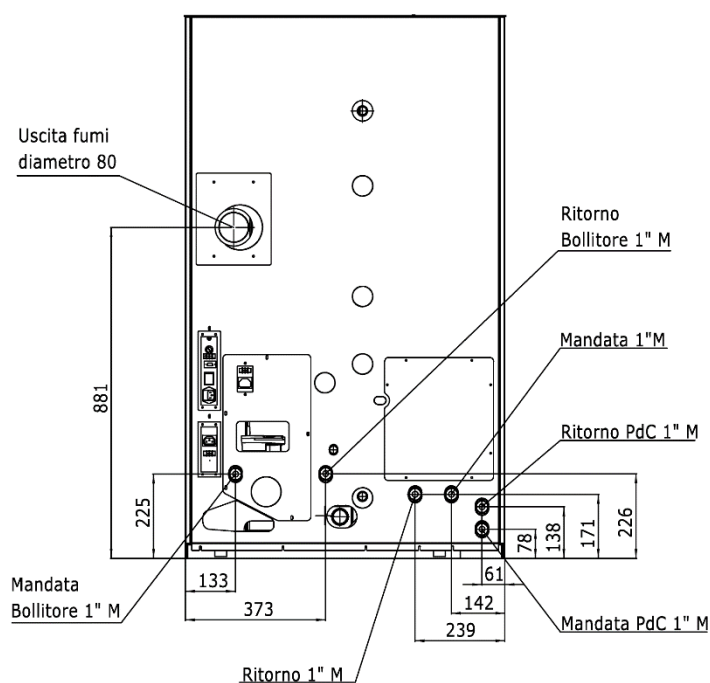 Uscita fumi
diametro 80
Ritorno
Bollitore 1" M
Mandata 1"M
Ritorno PdC 1" M
881
225
226
171
138
78
61
133
142
373
239
Mandata
Bollitore 1" M
Mandata PdC 1" M
Ritorno 1" M